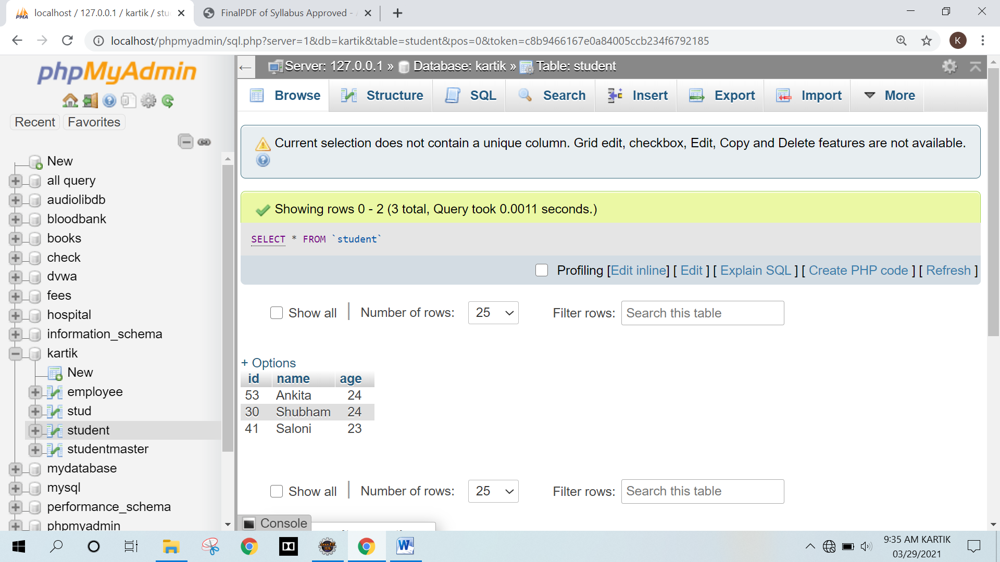 localhost / 127.0.0.1 / kartik / stu
FinalPDF of Syllabus Approved -
localhost/phpmyadmin/sql.php?server=1&db=kartik&table=student&pos=0&token=c8b9466167e0a84005ccb234f6792185
K
phpMyAdmin
Recent Favorites
New
all query
audiolibdb
bloodbank
books
check
dvwa
fees
hospital
information_schema
kartik
New
employee
stud
student
studentmaster
mydatabase
mysql
performance_schema
phpmyadmin
Server: 127.0.0.1 » Database: kartik » Table: student
Browse Structure SQL Search Insert Export Import More
Current selection does not contain a unique column. Grid edit, checkbox, Edit, Copy and Delete features are not available.
Showing rows 0 - 2 (3 total, Query took 0.0011 seconds.)
SELECT * FROM `student`
Profiling [Edit inline] [ Edit ] [ Explain SQL ] [ Create PHP code ] [ Refresh ]
Show all | Number of rows: 25 Filter rows: Search this table
+ Options
id name age
53 Ankita 24
30 Shubham 24
41 Saloni 23
Show all | Number of rows: 25 Filter rows: Search this table
Console
9:35 AM KARTIK
03/29/2021